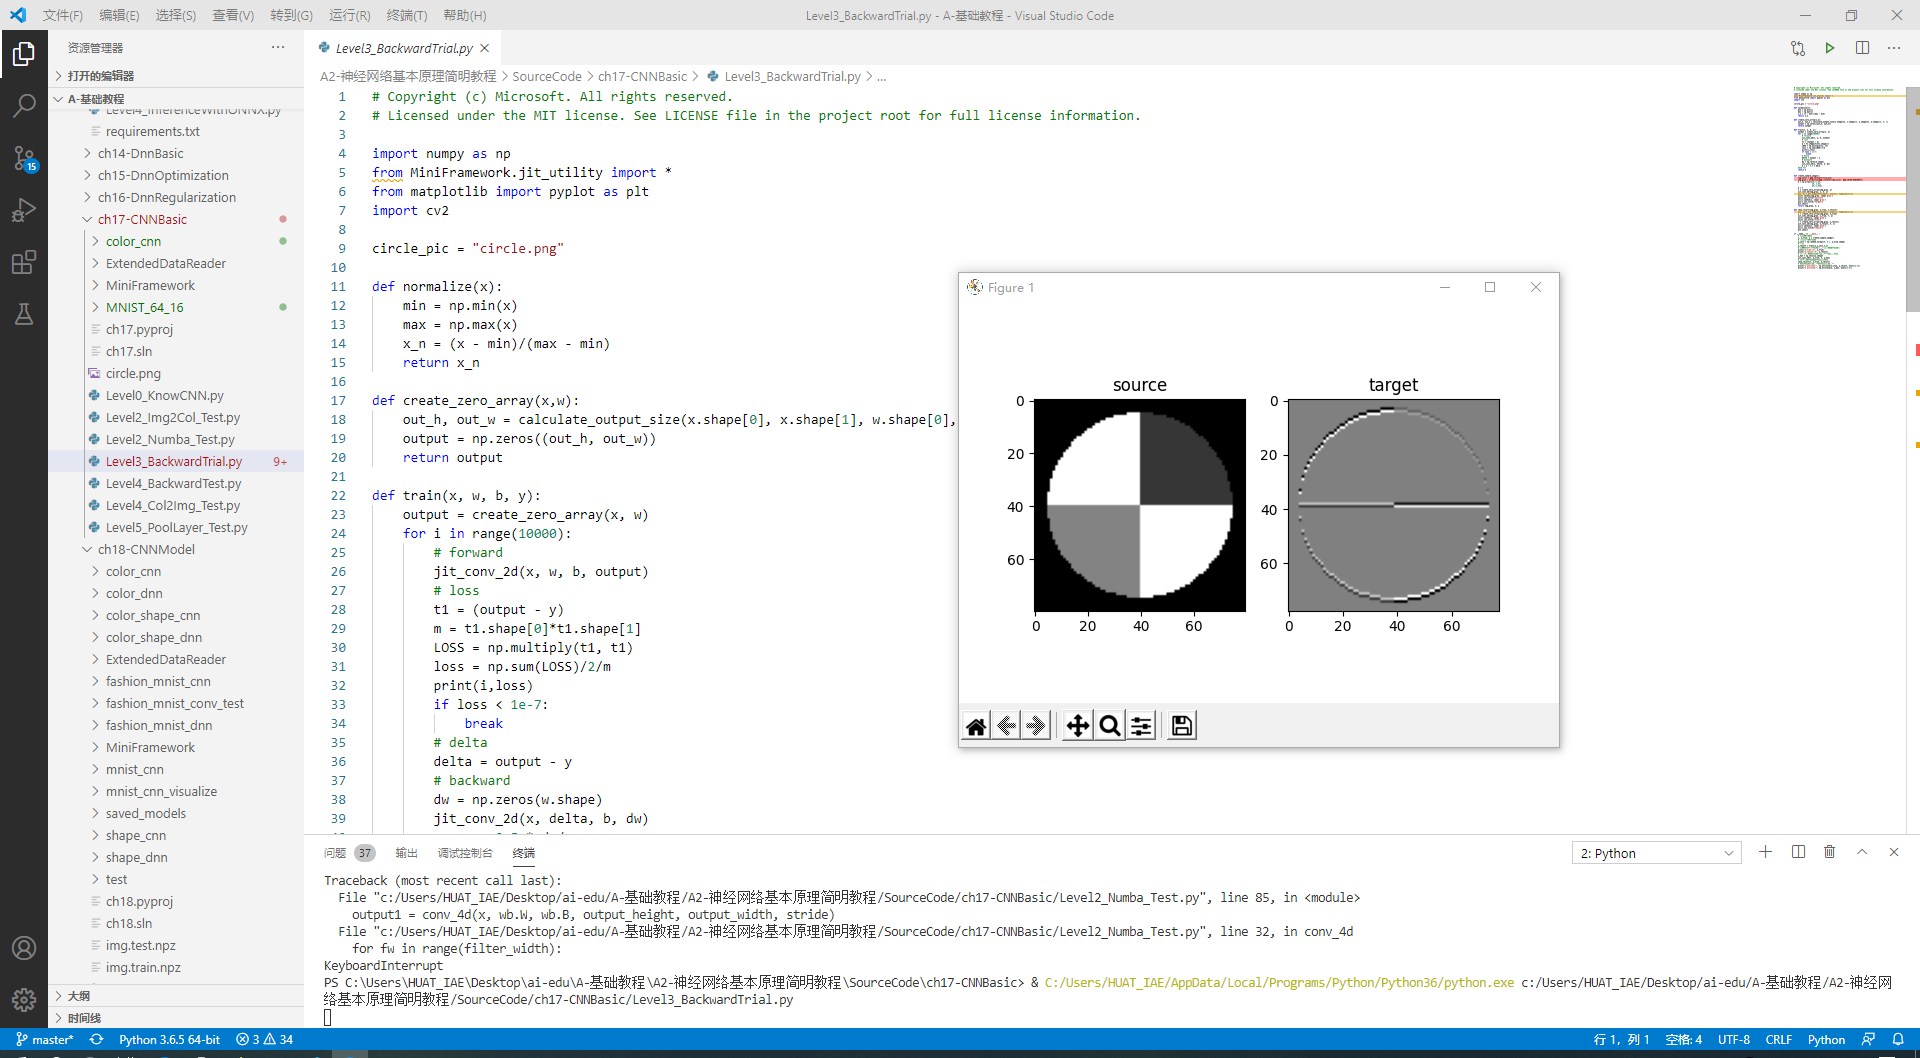 文件(F) 编辑(E) 选择(S) 查看(V) 转到(G) 运行(R) 终端(T) 帮助(H)
Level3_BackwardTrial.py - A-基础教程 - Visual Studio Code
资源管理器
打开的编辑器
A-基础教程
Level4_InferenceWithONNX.py
requirements.txt
ch14-DnnBasic
ch15-DnnOptimization
ch16-DnnRegularization
ch17-CNNBasic
color_cnn
ExtendedDataReader
MiniFramework
MNIST_64_16
ch17.pyproj
ch17.sln
circle.png
Level0_KnowCNN.py
Level2_Img2Col_Test.py
Level2_Numba_Test.py
Level3_BackwardTrial.py 9+
Level4_BackwardTest.py
Level4_Col2Img_Test.py
Level5_PoolLayer_Test.py
ch18-CNNModel
color_cnn
color_dnn
color_shape_cnn
color_shape_dnn
ExtendedDataReader
fashion_mnist_cnn
fashion_mnist_conv_test
fashion_mnist_dnn
MiniFramework
mnist_cnn
mnist_cnn_visualize
saved_models
shape_cnn
shape_dnn
test
ch18.pyproj
ch18.sln
img.test.npz
img.train.npz
大纲
时间线
15
Level3_BackwardTrial.py
A2-神经网络基本原理简明教程 > SourceCode > ch17-CNNBasic > Level3_BackwardTrial.py > ...
1 # Copyright (c) Microsoft. All rights reserved.
2 # Licensed under the MIT license. See LICENSE file in the project root for full license information.
3
4 import numpy as np
5 from MiniFramework.jit_utility import *
6 from matplotlib import pyplot as plt
7 import cv2
8
9 circle_pic = "circle.png"
10
11 def normalize(x):
12 min = np.min(x)
13 max = np.max(x)
14 x_n = (x - min)/(max - min)
15 return x_n
16
17 def create_zero_array(x,w):
18 out_h, out_w = calculate_output_size(x.shape[0], x.shape[1], w.shape[0],
19 output = np.zeros((out_h, out_w))
20 return output
21
22 def train(x, w, b, y):
23 output = create_zero_array(x, w)
24 for i in range(10000):
25 # forward
26 jit_conv_2d(x, w, b, output)
27 # loss
28 t1 = (output - y)
29 m = t1.shape[0]*t1.shape[1]
30 LOSS = np.multiply(t1, t1)
31 loss = np.sum(LOSS)/2/m
32 print(i,loss)
33 if loss < 1e-7:
34 break
35 # delta
36 delta = output - y
37 # backward
38 dw = np.zeros(w.shape)
39 jit_conv_2d(x, delta, b, dw)
Figure 1
source target
0 20 40 60
0 20 40 60
0 20 40 60
0 20 40 60
问题 37 输出 调试控制台 终端
2: Python
Traceback (most recent call last):
File "c:/Users/HUAT_IAE/Desktop/ai-edu/A-基础教程/A2-神经网络基本原理简明教程/SourceCode/ch17-CNNBasic/Level2_Numba_Test.py", line 85, in <module>
output1 = conv_4d(x, wb.W, wb.B, output_height, output_width, stride)
File "c:/Users/HUAT_IAE/Desktop/ai-edu/A-基础教程/A2-神经网络基本原理简明教程/SourceCode/ch17-CNNBasic/Level2_Numba_Test.py", line 32, in conv_4d
for fw in range(filter_width):
KeyboardInterrupt
PS C:\Users\HUAT_IAE\Desktop\ai-edu\A-基础教程\A2-神经网络基本原理简明教程\SourceCode\ch17-CNNBasic> & C:/Users/HUAT_IAE/AppData/Local/Programs/Python/Python36/python.exe c:/Users/HUAT_IAE/Desktop/ai-edu/A-基础教程/A2-神经网
络基本原理简明教程/SourceCode/ch17-CNNBasic/Level3_BackwardTrial.py
master* Python 3.6.5 64-bit 3 34
行 1, 列 1 空格: 4 UTF-8 CRLF Python